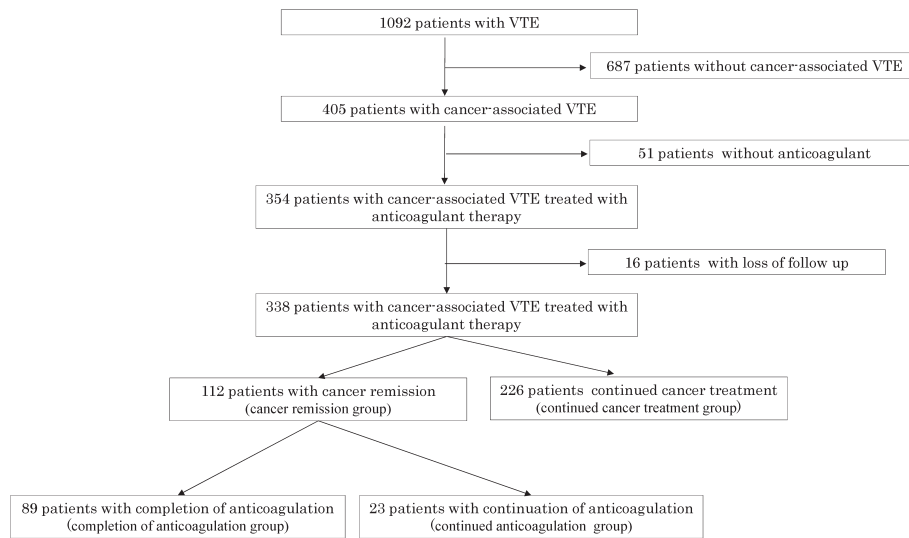 1092 patients with VTE
687 patients without cancer-associated VTE
405 patients with cancer-associated VTE
51 patients without anticoagulant
354 patients with cancer-associated VTE treated with
anticoagulant therapy
16 patients with loss of follow up
338 patients with cancer-associated VTE treated with
anticoagulant therapy
112 patients with cancer remission
(cancer remission group)
226 patients continued cancer treatment
(continued cancer treatment group)
89 patients with completion of anticoagulation
(completion of anticoagulation group)
23 patients with continuation of anticoagulation
(continued anticoagulation group)